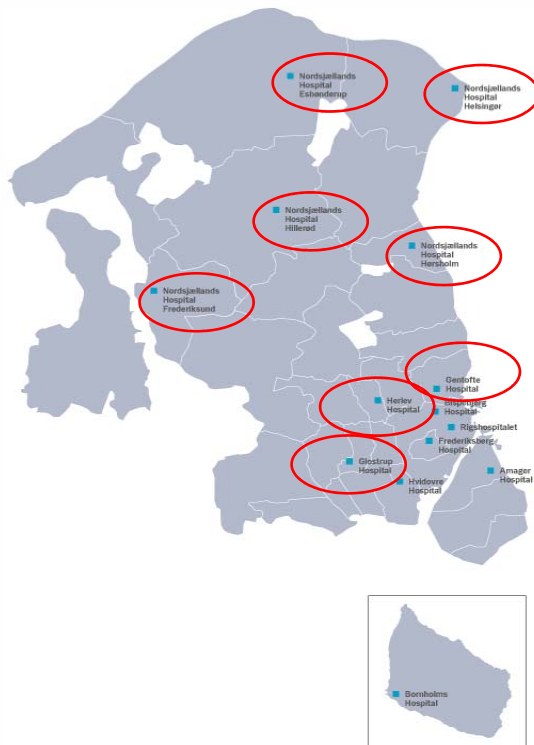 Nordsjællands
Hospital
Esbønderup
Nordsjællands
Hospital
Helsingør
Nordsjællands
Hospital
Hillerød
Nordsjællands
Hospital
Hørsholm
Nordsjællands
Hospital
Frederikssund
Gentofte
Hospital
Herlev
Hospital
Hospital
Rigshospitalet
Frederiksberg
Hospital
Glostrup
Hospital
Amager
Hospital
Hvidovre
Hospital
Bornholms
Hospital